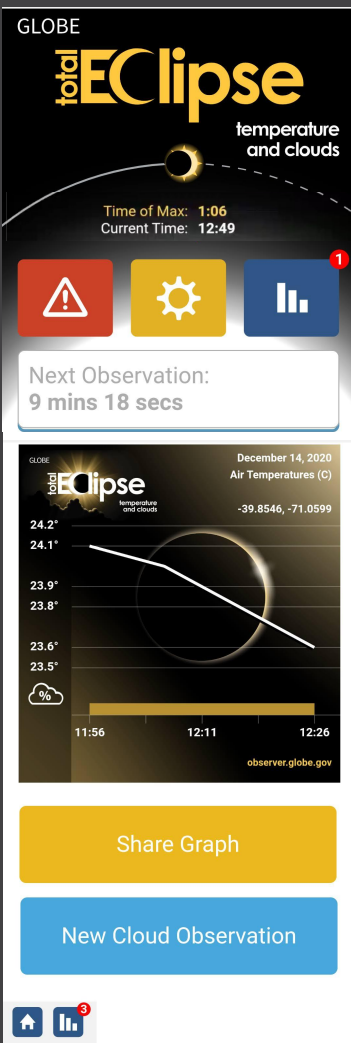 GLOBE
total EClipse
temperature
and clouds
Time of Max: 1:06
Current Time: 12:49
1
Next Observation:
9 mins 18 secs
GLOBE
total EClipse
temperature
and clouds
December 14, 2020
Air Temperatures (C)
-39.8546, -71.0599
24.2°
24.1°
23.9°
23.8°
23.6°
23.5°
%
11:56 12:11 12:26
observer.globe.gov
Share Graph
New Cloud Observation
3